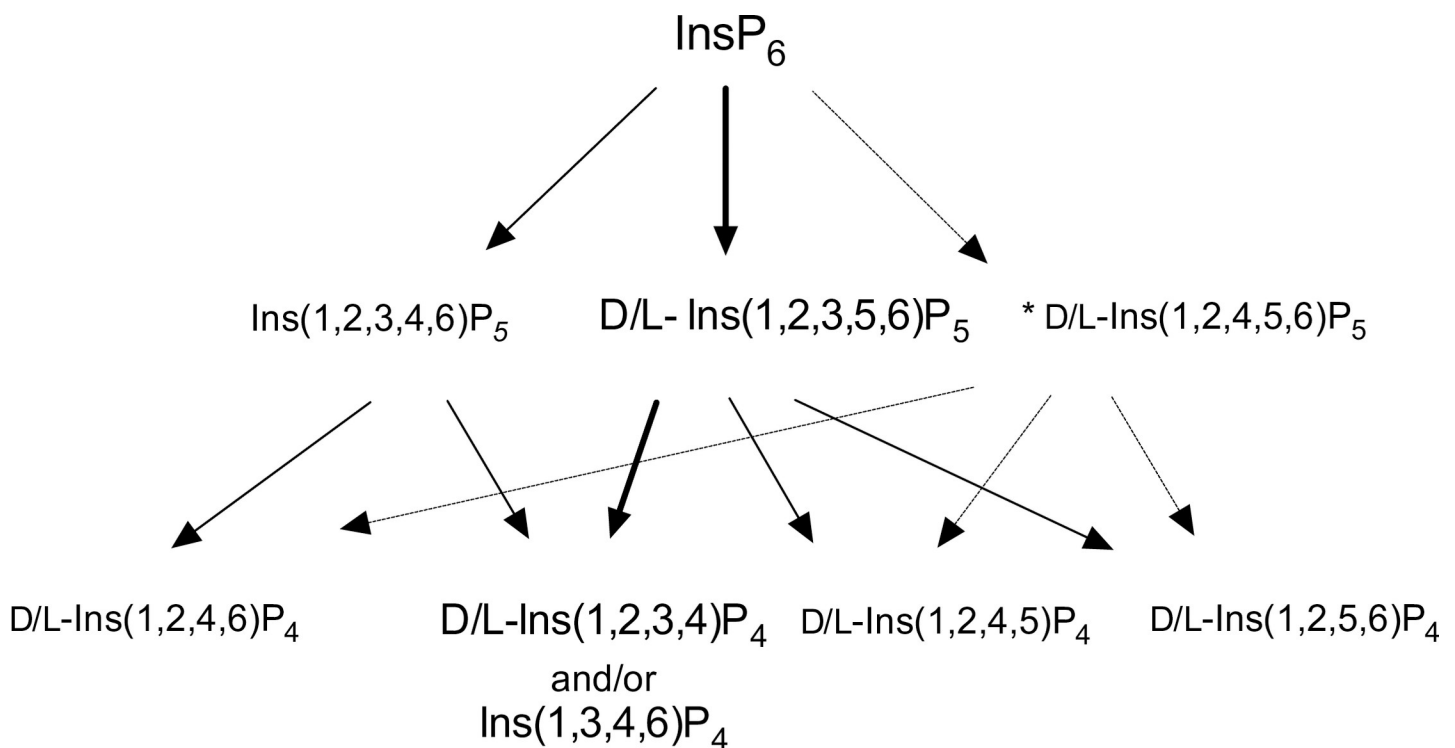 InsP6
Ins(1,2,3,4,6)P5
D/L- Ins(1,2,3,5,6)P5
* D/L-Ins(1,2,4,5,6)P5
D/L-Ins(1,2,4,6)P4
D/L-Ins(1,2,3,4)P4
and/or
Ins(1,3,4,6)P4
D/L-Ins(1,2,4,5)P4
D/L-Ins(1,2,5,6)P4